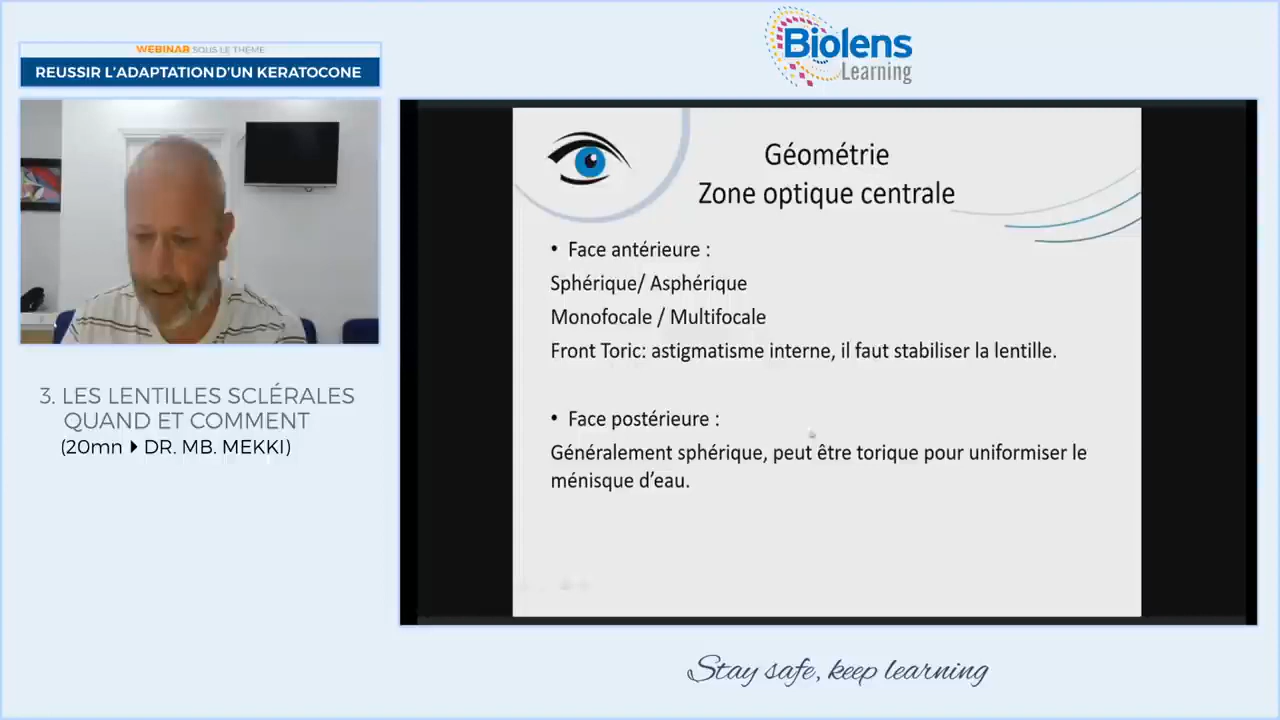 WEBINAR SOUS LE THEME
REUSSIR L'ADAPTATION D'UN KERATOCONE
Biolens
Learning
Géométrie
Zone optique centrale
• Face antérieure :
Sphérique/ Asphérique
Monofocale / Multifocale
Front Toric: astigmatisme interne, il faut stabiliser la lentille.
• Face postérieure :
Généralement sphérique, peut être torique pour uniformiser le
ménisque d'eau.
3. LES LENTILLES SCLÉRALES
QUAND ET COMMENT
(20mn DR. MB. MEKKI)
Stay safe, keep learning